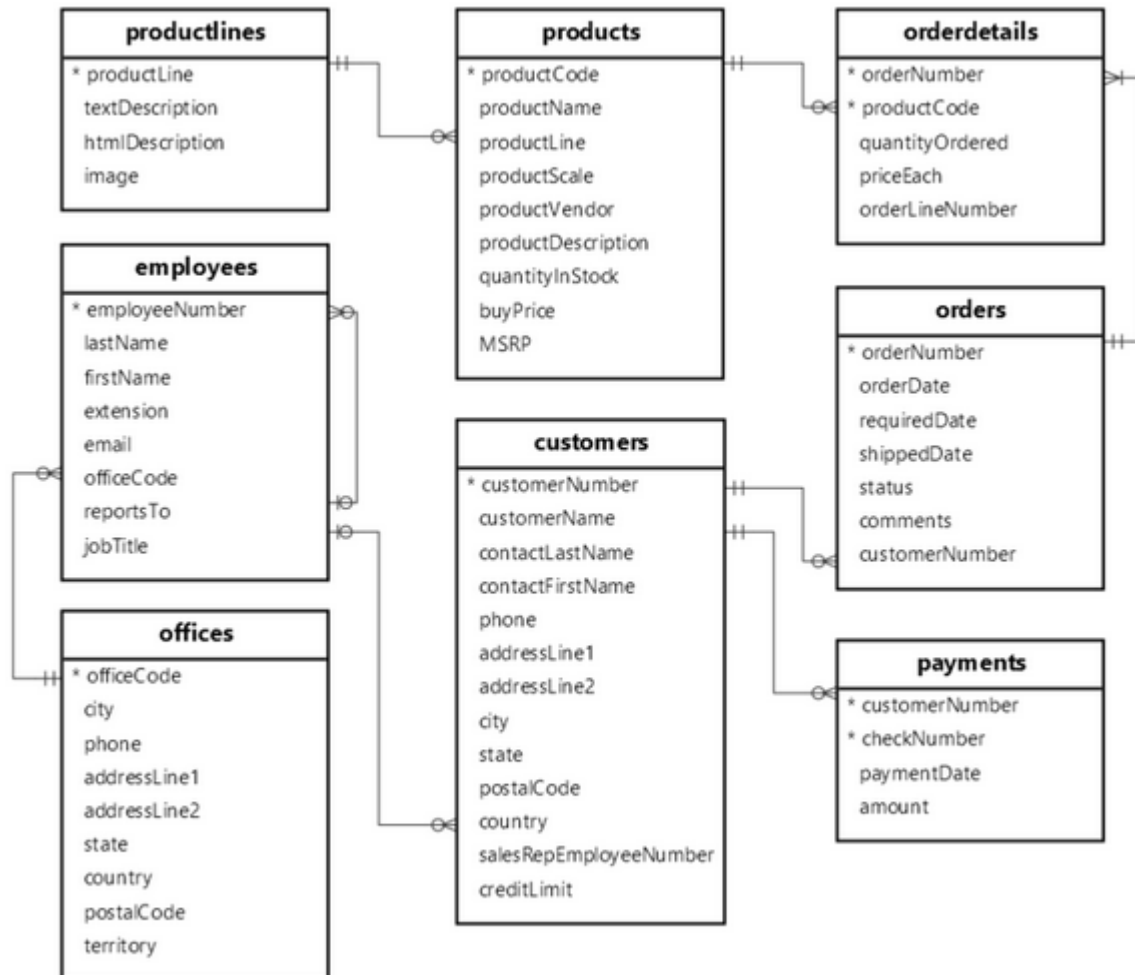 productlines
* productLine
textDescription
htmlDescription
image
products
* productCode
productName
productLine
productScale
productVendor
productDescription
quantityInStock
buyPrice
MSRP
orderdetails
* orderNumber
* productCode
quantityOrdered
priceEach
orderLineNumber
employees
* employeeNumber
lastName
firstName
extension
email
officeCode
reportsTo
jobTitle
customers
* customerNumber
customerName
contactLastName
contactFirstName
phone
addressLine1
addressLine2
city
state
postalCode
country
salesRepEmployeeNumber
creditLimit
orders
* orderNumber
orderDate
requiredDate
shippedDate
status
comments
customerNumber
offices
* officeCode
city
phone
addressLine1
addressLine2
state
country
postalCode
territory
payments
* customerNumber
* checkNumber
paymentDate
amount